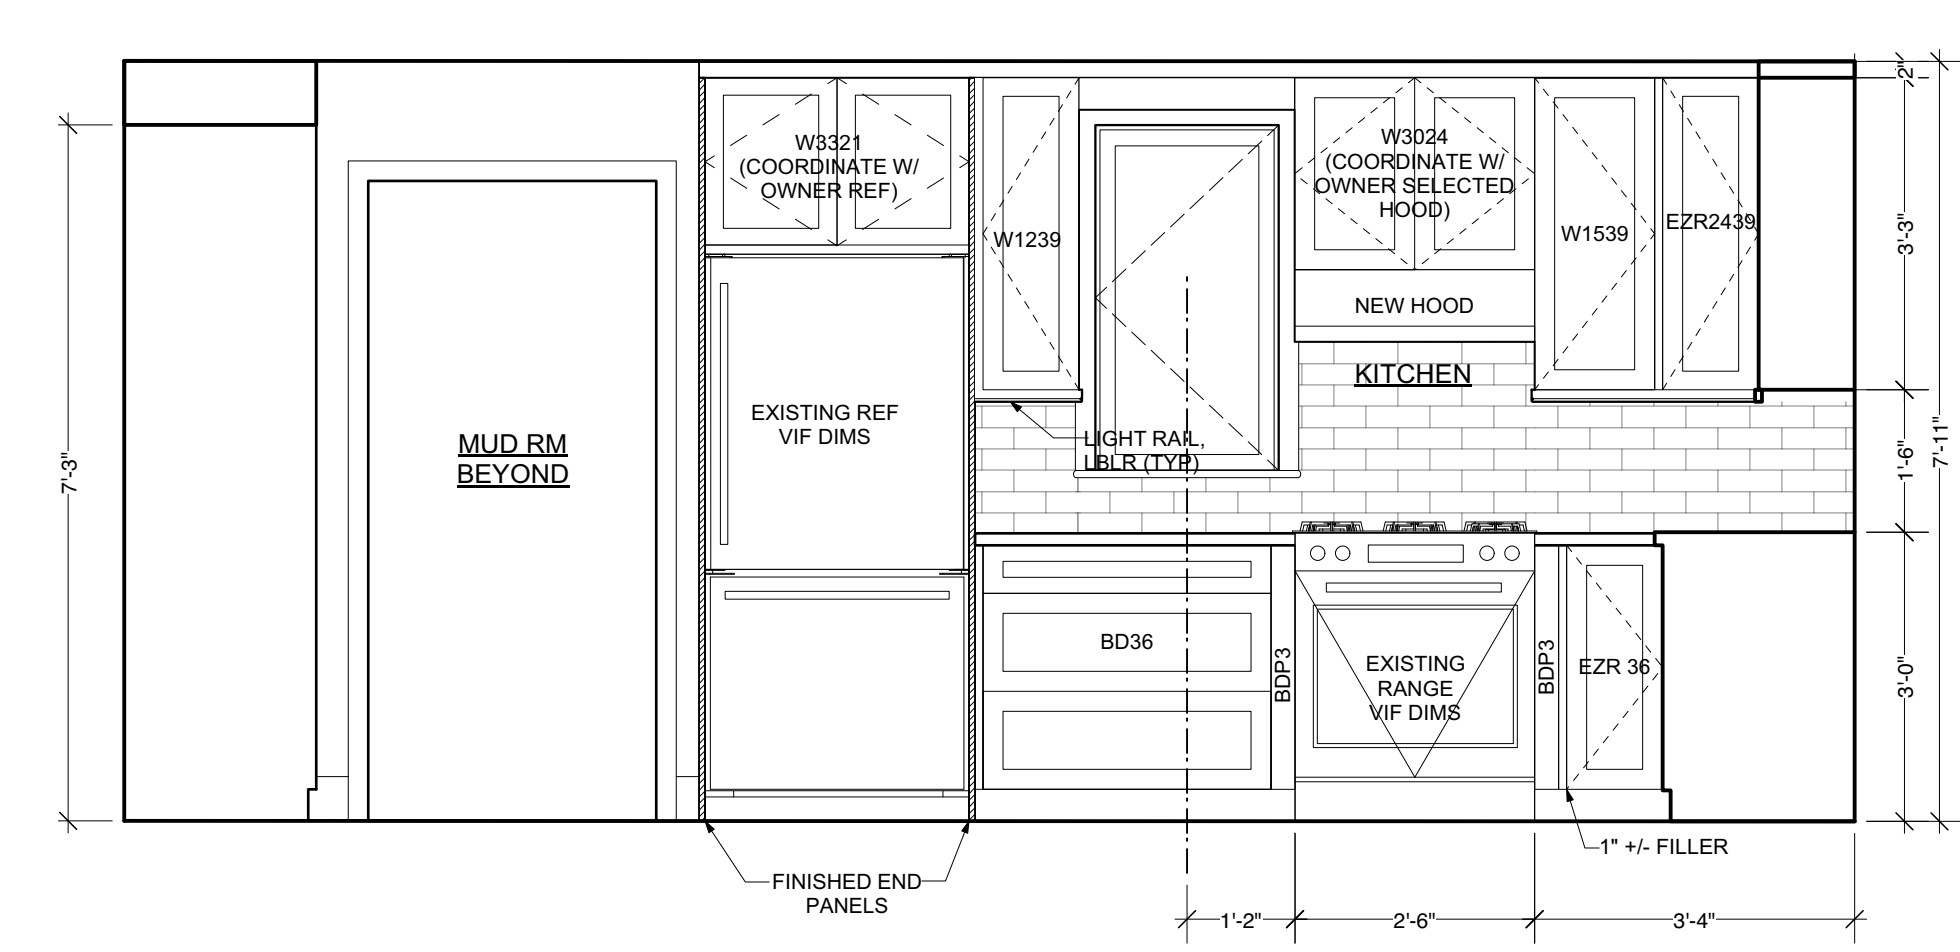 2"
W3321
(COORDINATE W/
OWNER REF)
W3024
(COORDINATE W/
OWNER SELECTED
HOOD)
W1239
W1539
EZR2439
3'-3"
NEW HOOD
KITCHEN
EXISTING REF
VIF DIMS
MUD RM
BEYOND
LIGHT RAIL,
LBLR (TYP)
7'-3"
1'-6"
7'-11"
BD36
BDP3
EXISTING
RANGE
VIF DIMS
BDP3
EZR 36
3'-0"
1" +/- FILLER
FINISHED END
PANELS
1'-2"
2'-6"
3'-4"